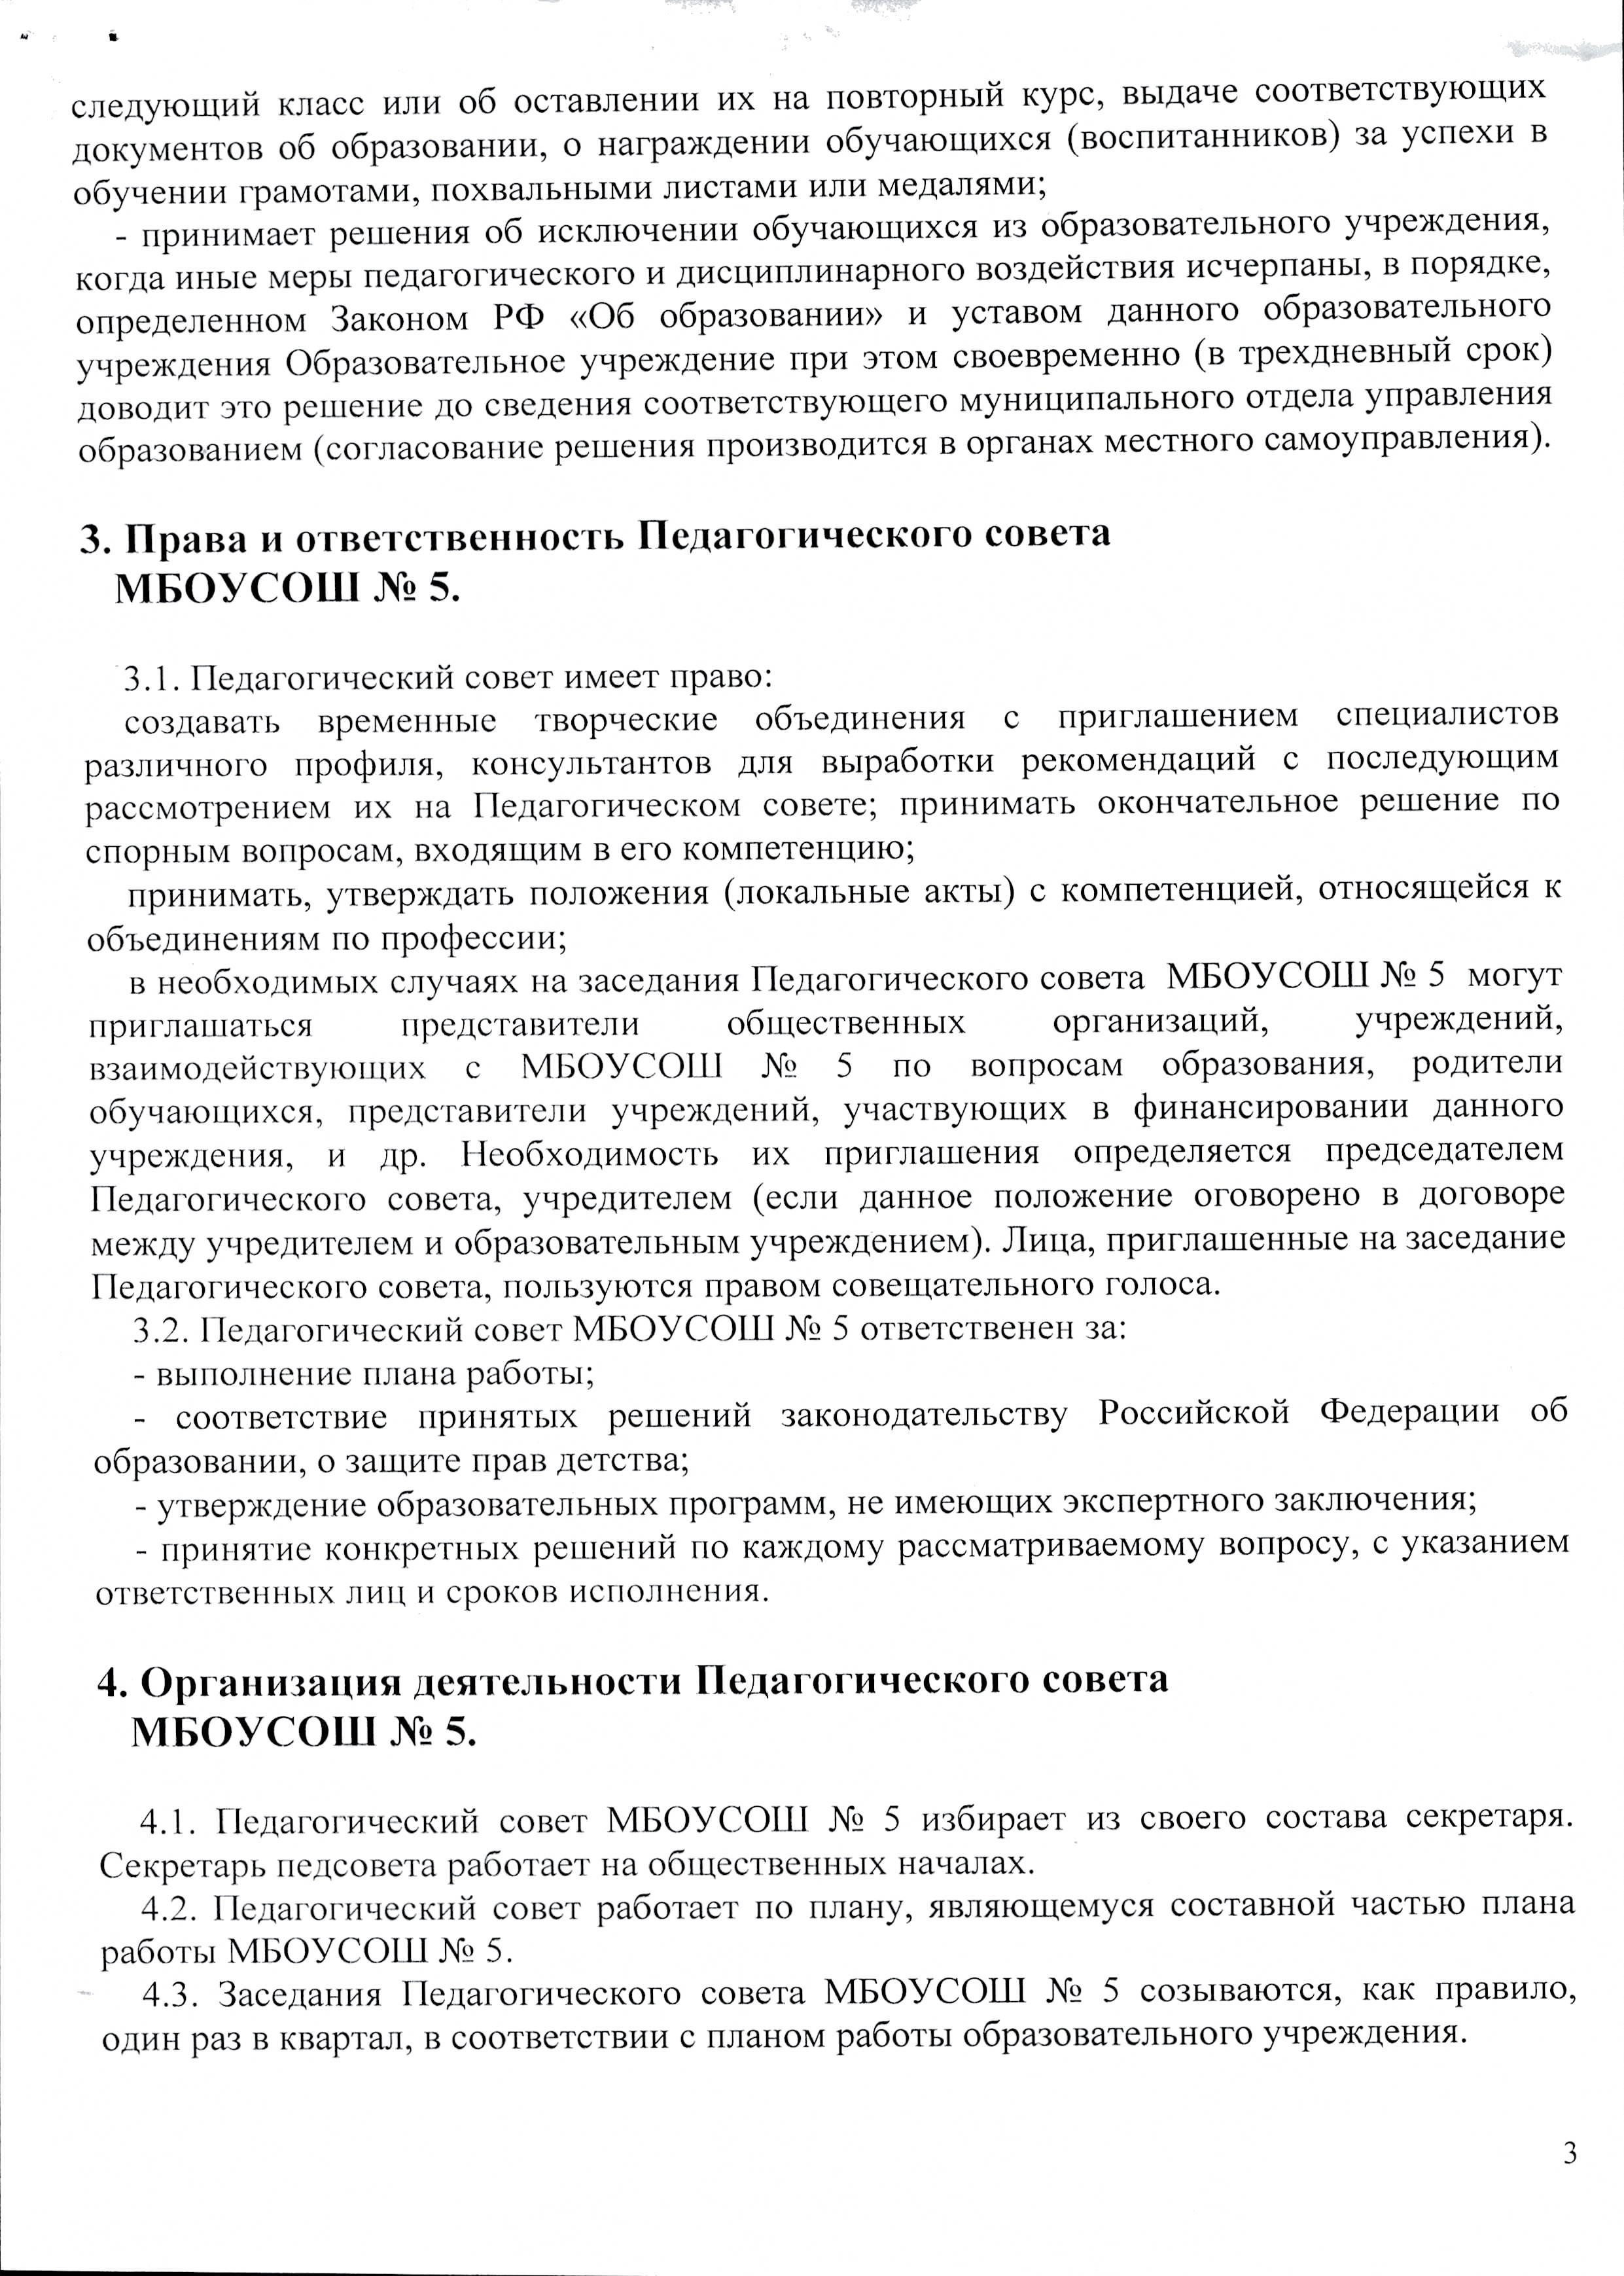 следующий класс или об оставлении их на повторный курс, выдаче соответствующих
документов об образовании, о награждении обучающихся (воспитанников) за успехи в
обучении грамотами, похвальными листами или медалями;
- принимает решения об исключении обучающихся из образовательного учреждения,
когда иные меры педагогического и дисциплинарного воздействия исчерпаны, в порядке,
определенном Законом РФ «Об образовании» и уставом данного образовательного
учреждения Образовательное учреждение при этом своевременно (в трехдневный срок)
доводит это решение до сведения соответствующего муниципального отдела управления
образованием (согласование решения производится в органах местного самоуправления).
3. Права и ответственность Педагогического совета
МБОУСОШ № 5.
3.1. Педагогический совет имеет право:
создавать временные творческие объединения с приглашением специалистов
различного профиля, консультантов для выработки рекомендаций с последующим
рассмотрением их на Педагогическом совете; принимать окончательное решение по
спорным вопросам, входящим в его компетенцию;
принимать, утверждать положения (локальные акты) с компетенцией, относящейся к
объединениям по профессии;
в необходимых случаях на заседания Педагогического совета МБОУСОШ № 5 могут
приглашаться представители общественных организаций, учреждений,
взаимодействующих с МБОУСОШ № 5 по вопросам образования, родители
обучающихся, представители учреждений, участвующих в финансировании данного
учреждения, и др. Необходимость их приглашения определяется председателем
Педагогического совета, учредителем (если данное положение оговорено в договоре
между учредителем и образовательным учреждением). Лица, приглашенные на заседание
Педагогического совета, пользуются правом совещательного голоса.
3.2. Педагогический совет МБОУСОШ № 5 ответственен за:
- выполнение плана работы;
- соответствие принятых решений законодательству Российской Федерации об
образовании, о защите прав детства;
- утверждение образовательных программ, не имеющих экспертного заключения;
- принятие конкретных решений по каждому рассматриваемому вопросу, с указанием
ответственных лиц и сроков исполнения.
4. Организация деятельности Педагогического совета
МБОУСОШ № 5.
4.1. Педагогический совет МБОУСОШ № 5 избирает из своего состава секретаря.
Секретарь педсовета работает на общественных началах.
4.2. Педагогический совет работает по плану, являющемуся составной частью плана
работы МБОУСОШ № 5.
4.3. Заседания Педагогического совета МБОУСОШ № 5 созываются, как правило,
один раз в квартал, в соответствии с планом работы образовательного учреждения.
3